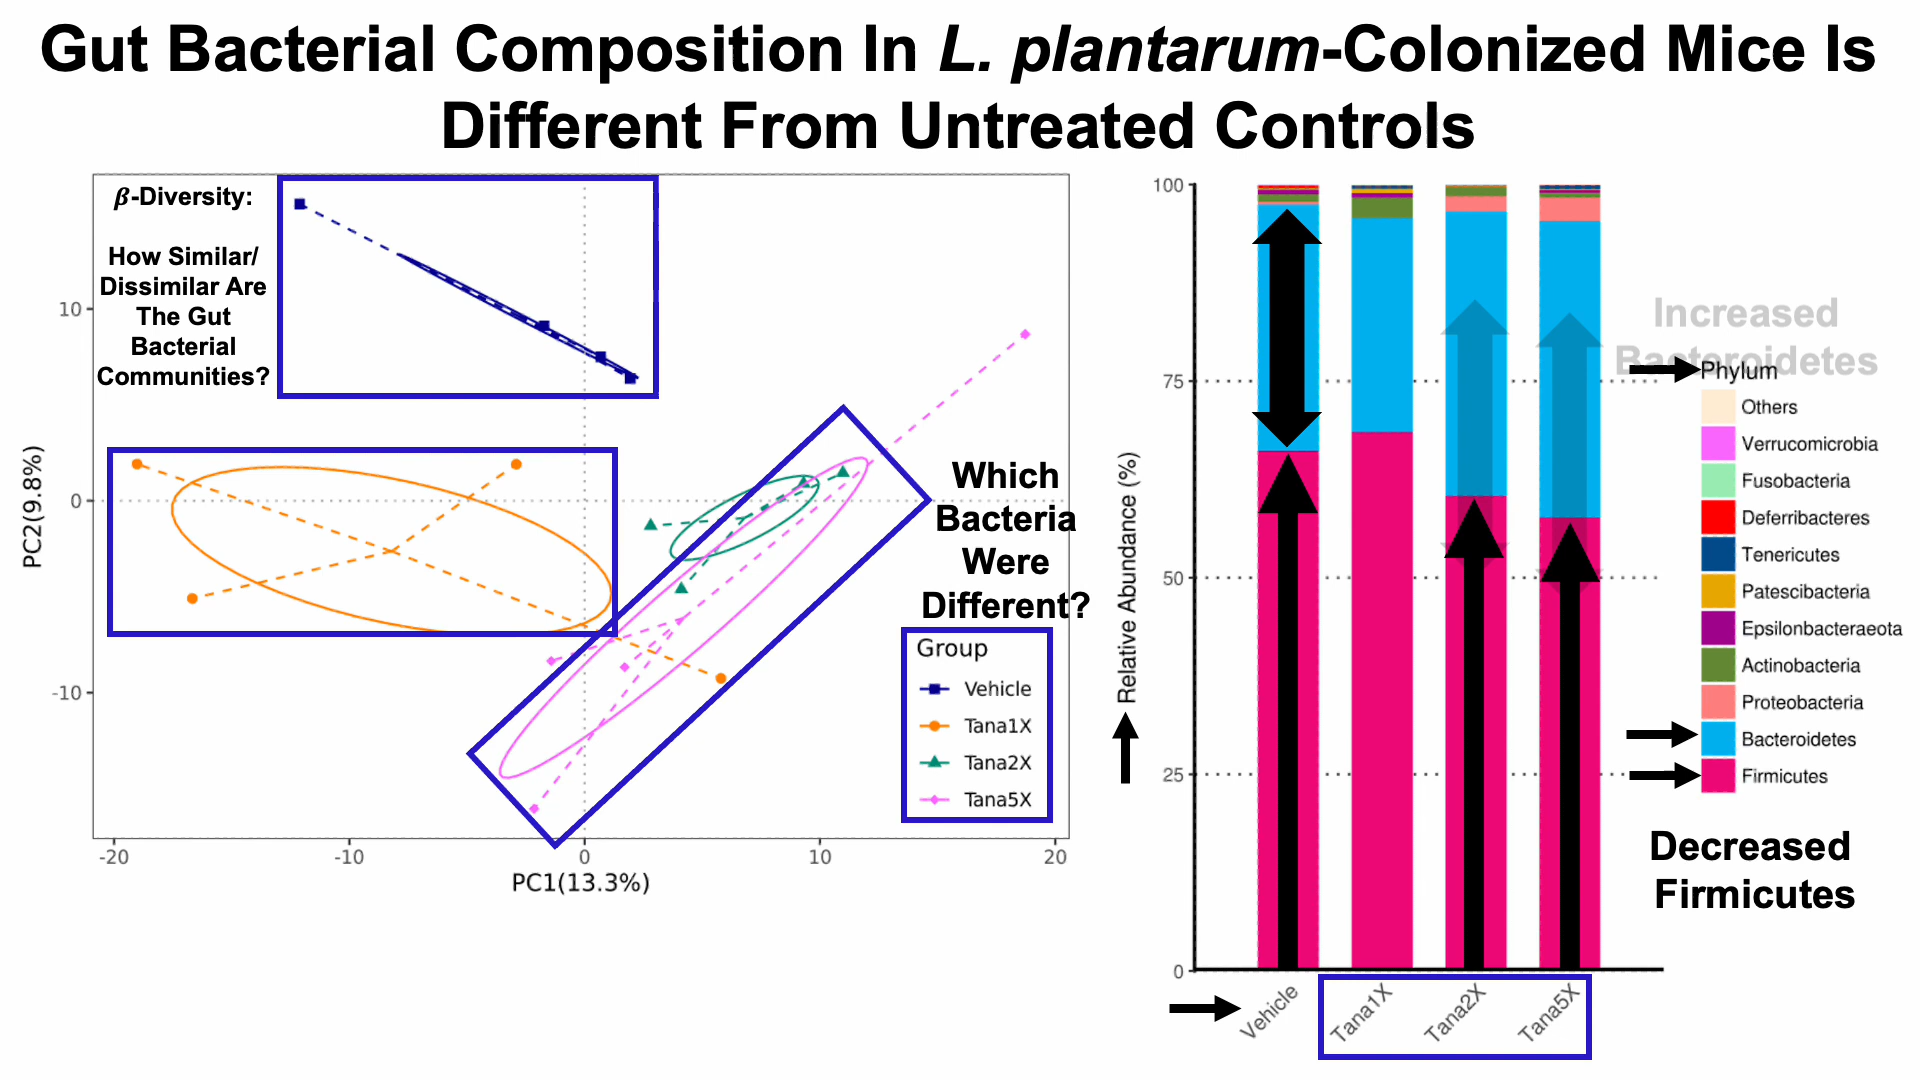 Gut Bacterial Composition In L. plantarum-Colonized Mice Is
Different From Untreated Controls
β-Diversity:
How Similar/
Dissimilar Are
The Gut
Bacterial
Communities?
PC2(9.8%)
10
0
-10
-20
-10
0
10
20
PC1(13.3%)
Which
Bacteria
Were
Different?
Group
Vehicle
Tana1X
Tana2X
Tana5X
Relative Abundance (%)
100
75
50
25
0
Vehicle
Tana1X
Tana2X
Tana5X
Increased
Bacteroidetes
Phylum
Others
Verrucomicrobia
Fusobacteria
Deferribacteres
Tenericutes
Patescibacteria
Epsilonbacteraeota
Actinobacteria
Proteobacteria
Bacteroidetes
Firmicutes
Decreased
Firmicutes